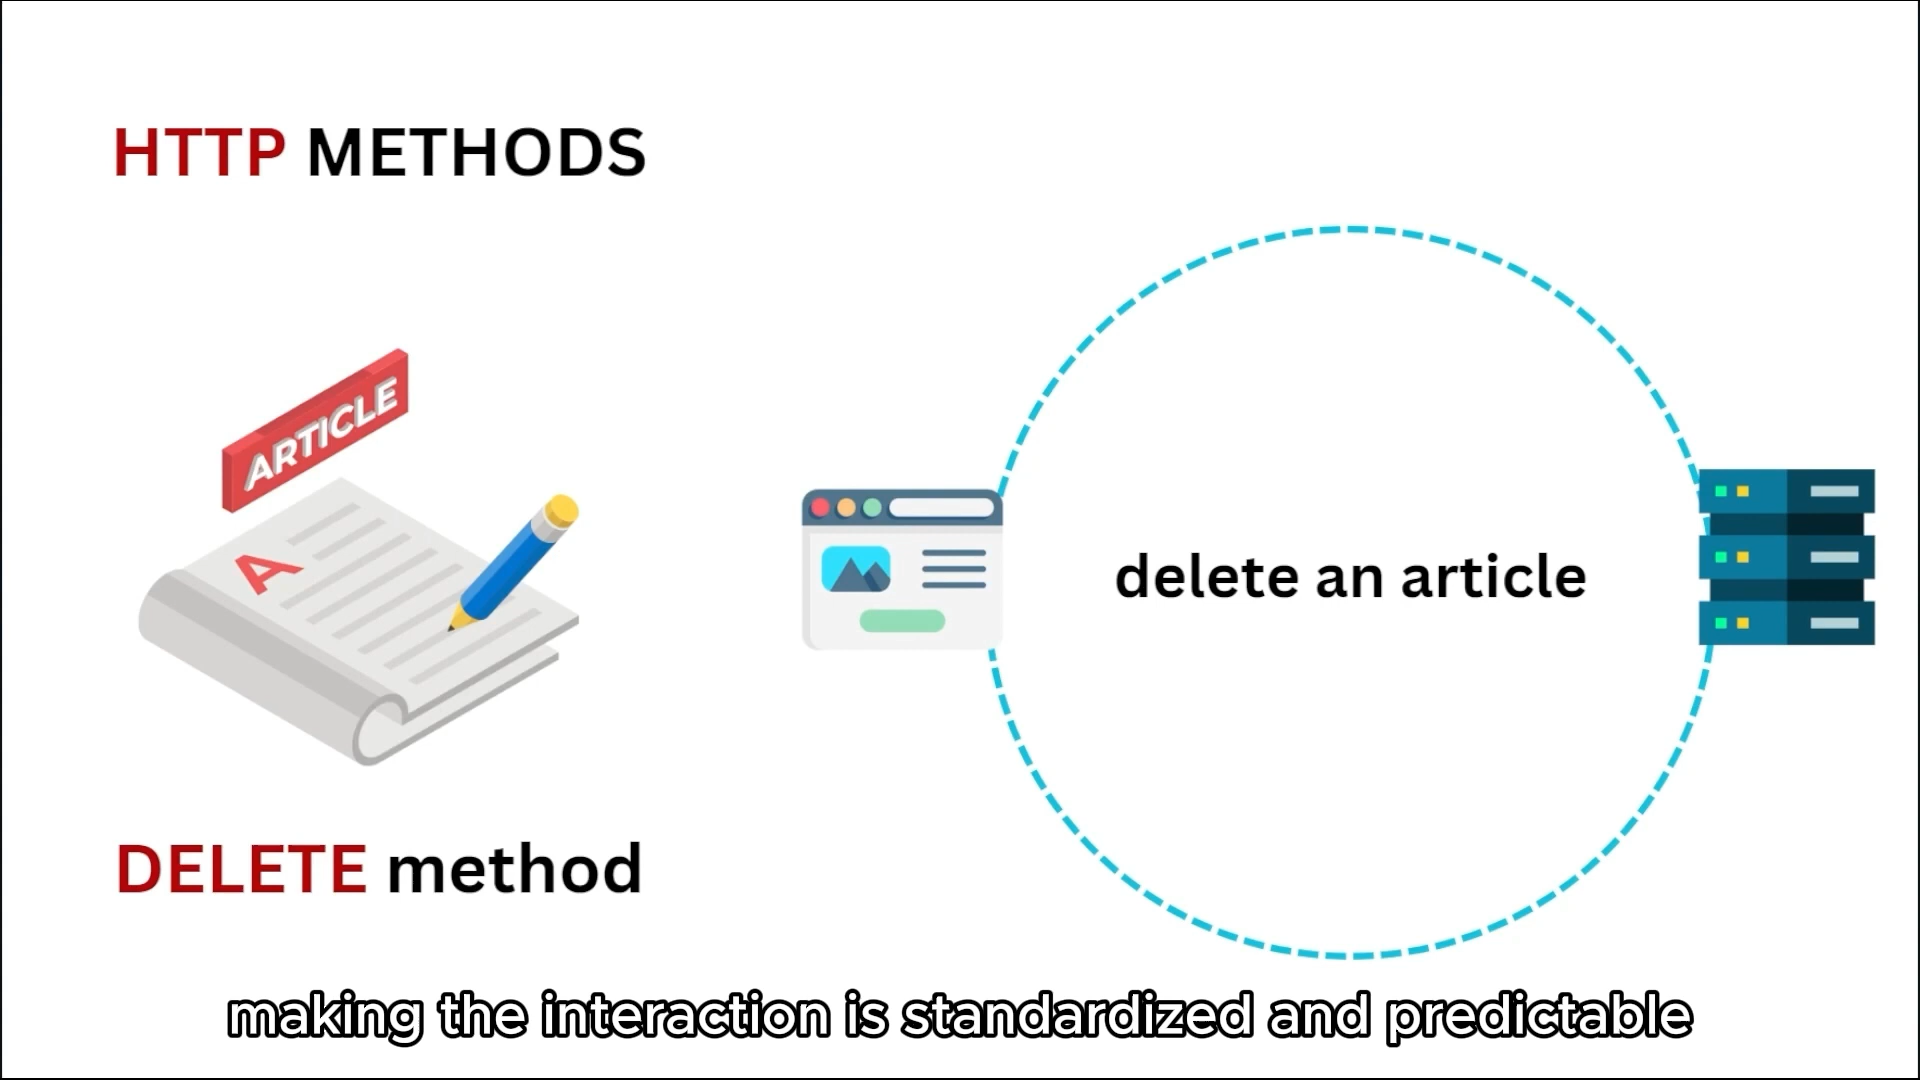 HTTP METHODS
ARTICLE
A
delete an article
DELETE method
making the interaction is standardized and predictable